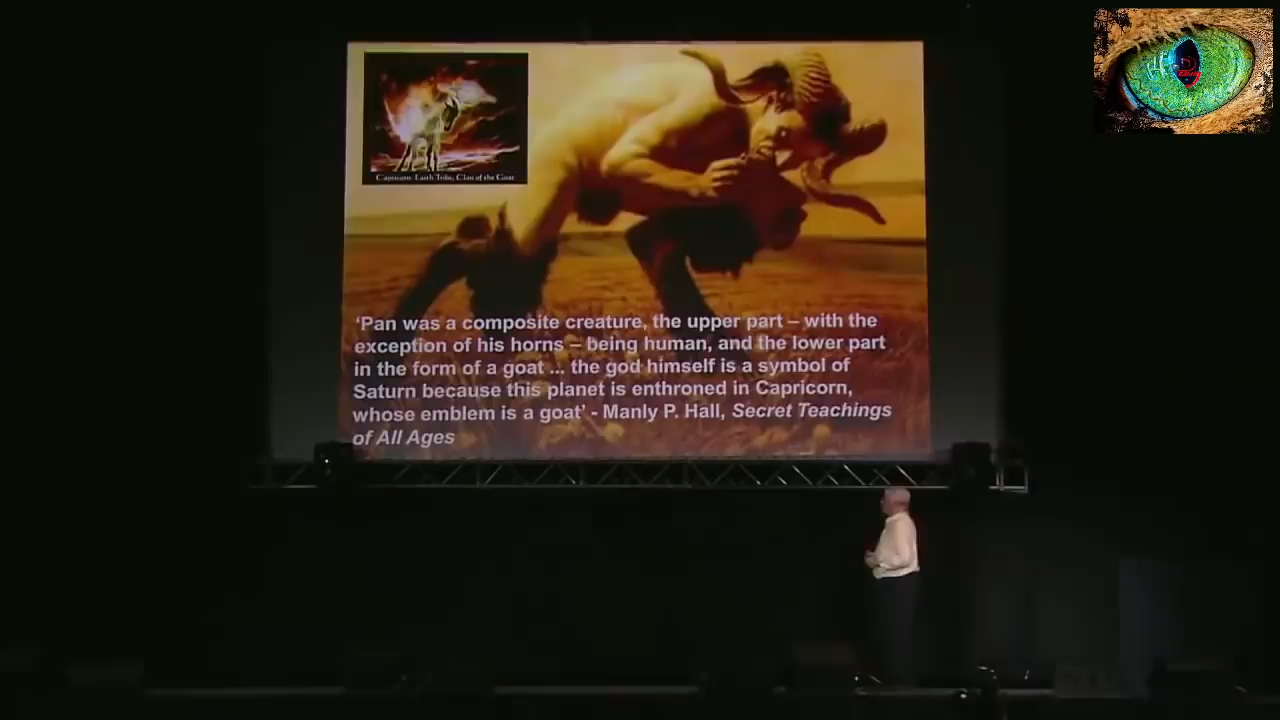 Capricorn: Earth Tribe, Clan of the Goat
‘Pan was a composite creature, the upper part – with the
exception of his horns – being human, and the lower part
in the form of a goat ... the god himself is a symbol of
Saturn because this planet is enthroned in Capricorn,
whose emblem is a goat’ - Manly P. Hall, Secret Teachings
of All Ages